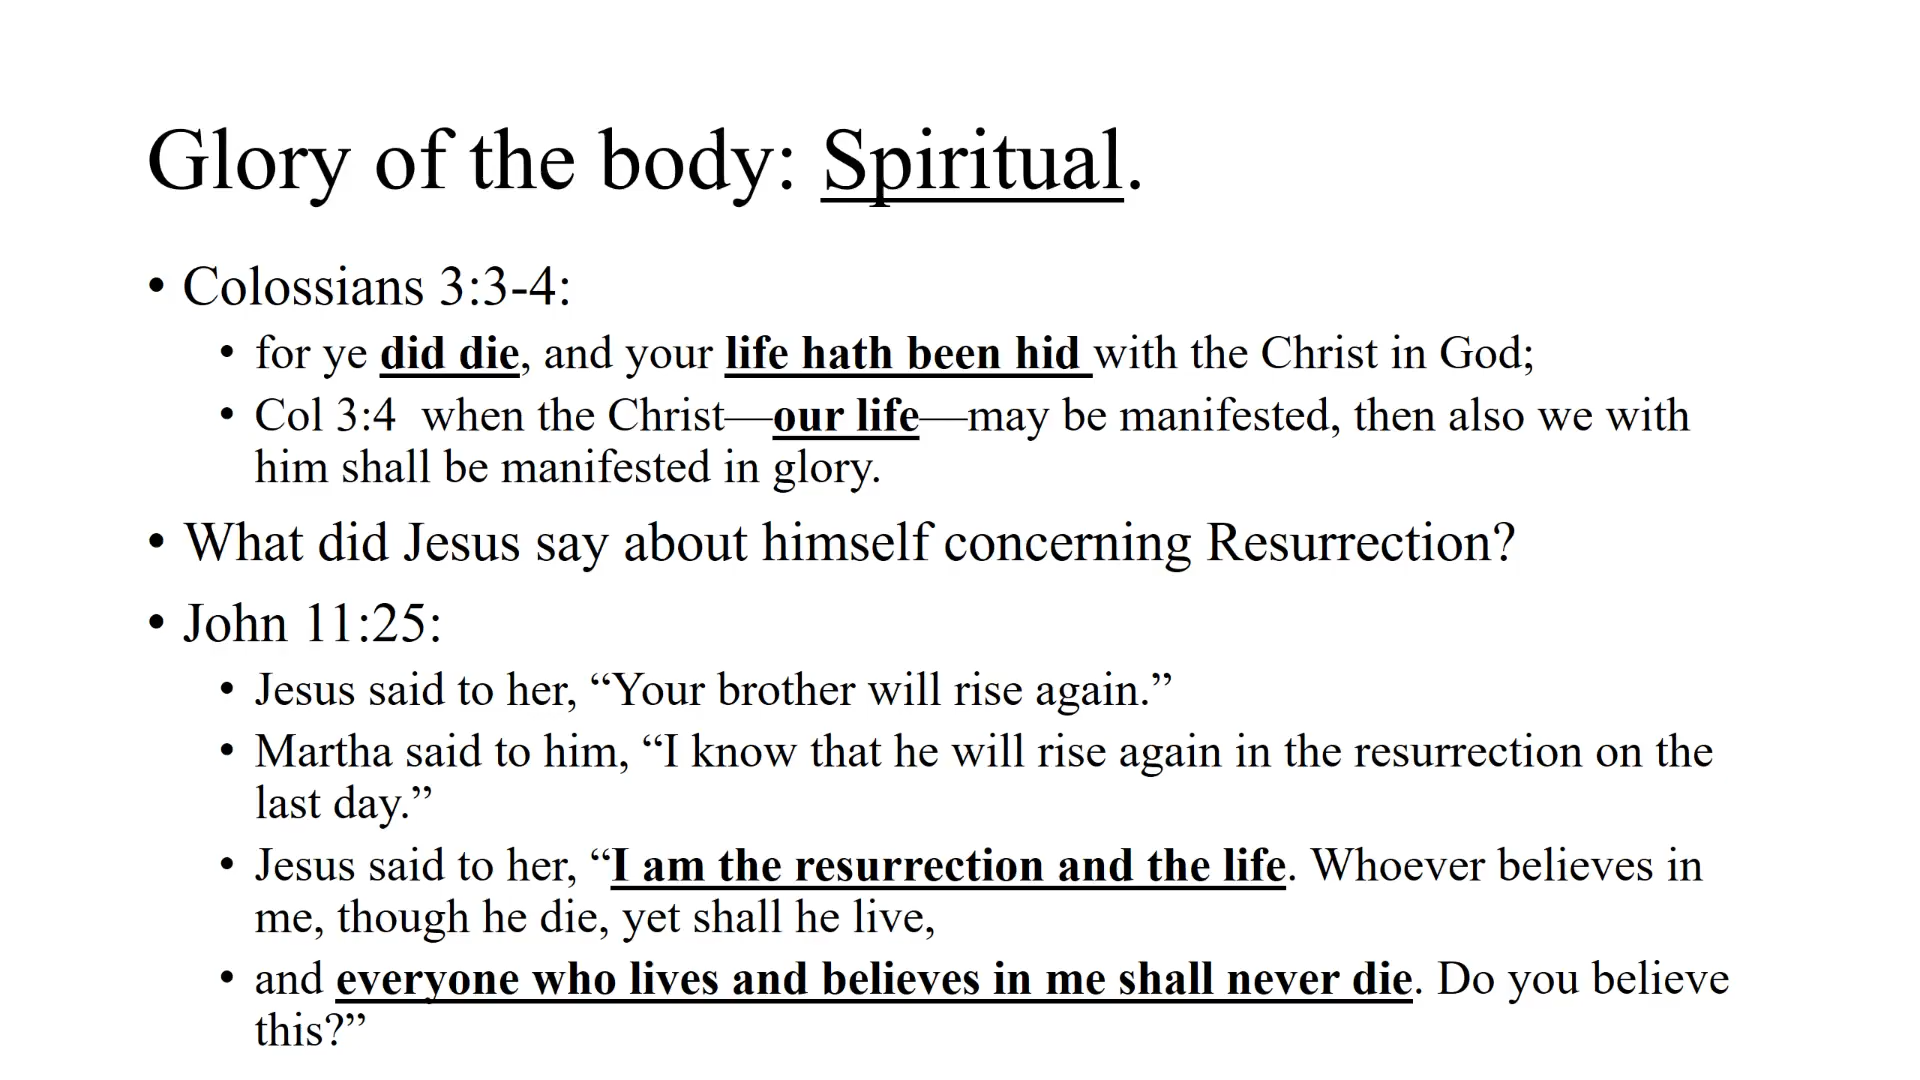 Glory of the body: Spiritual.
• Colossians 3:3-4:
• for ye did die, and your life hath been hid with the Christ in God;
• Col 3:4  when the Christ—our life—may be manifested, then also we with
him shall be manifested in glory.
• What did Jesus say about himself concerning Resurrection?
• John 11:25:
• Jesus said to her, “Your brother will rise again.”
• Martha said to him, “I know that he will rise again in the resurrection on the
last day.”
• Jesus said to her, “I am the resurrection and the life. Whoever believes in
me, though he die, yet shall he live,
• and everyone who lives and believes in me shall never die. Do you believe
this?”